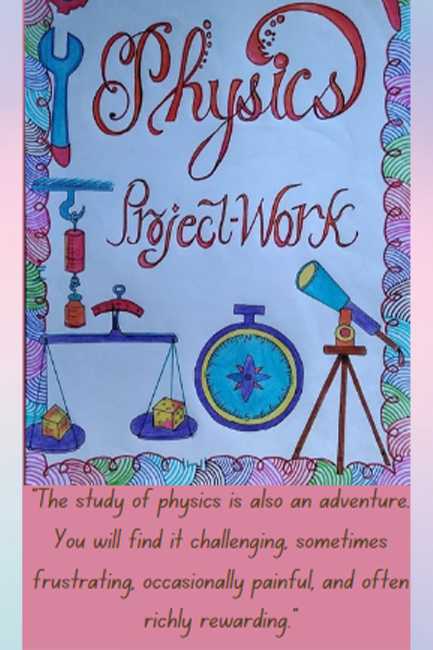 Physics
Project-Work
N
"The study of physics is also an adventure.
You will find it challenging, sometimes
frustrating, occasionally painful, and often
richly rewarding."